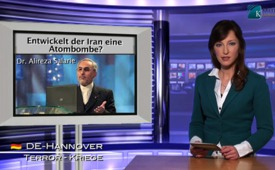 Entwickelt der Iran eine
Atombombe?
Dr. Alireza Salarie
DE-HANNOVER
TERROR - KRIEGE